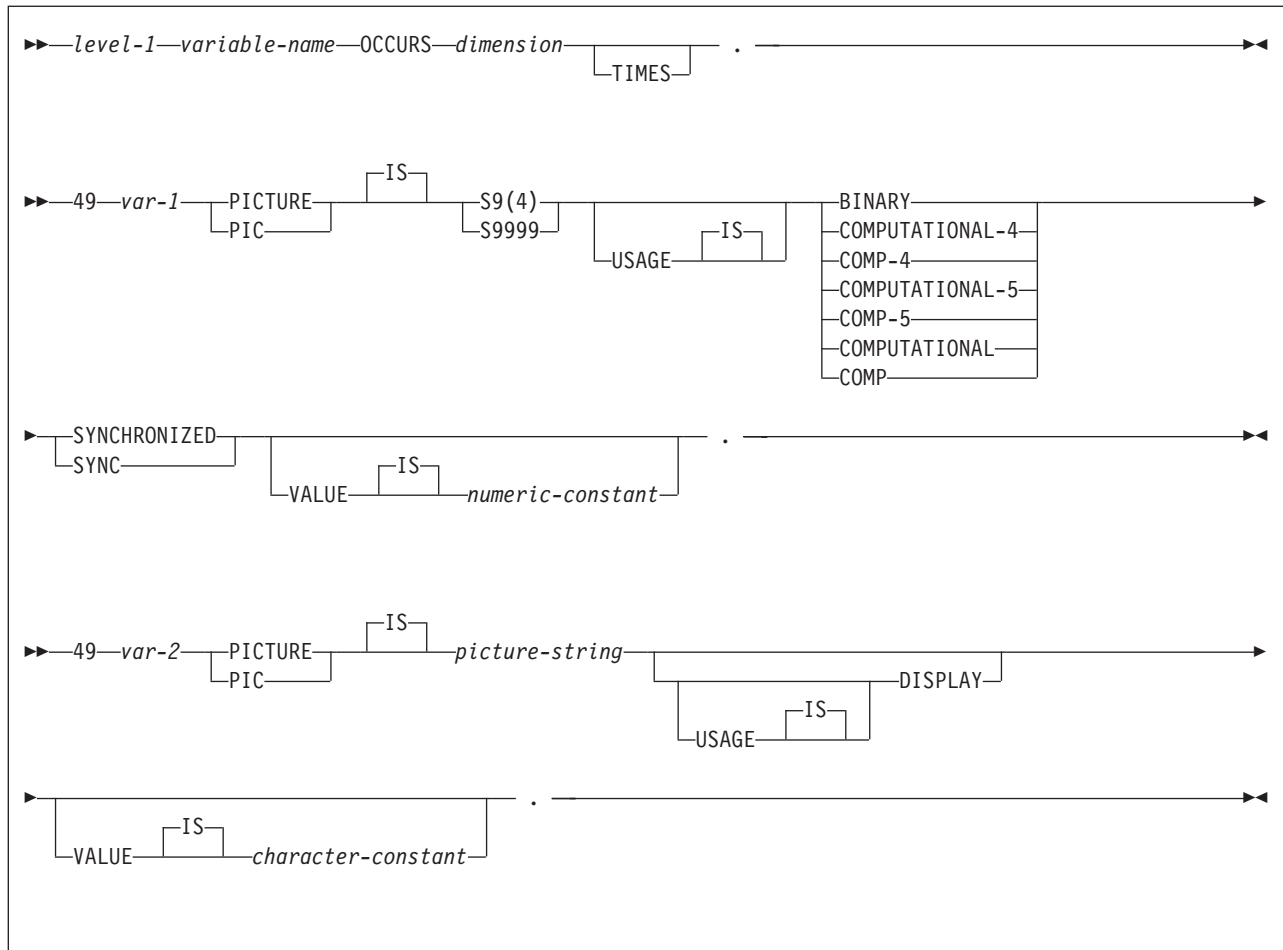 level-1 variable-name OCCURS dimension .
TIMES
IS
49 var-1 PICTURE S9(4) BINARY
PIC S9999 IS COMPUTATIONAL-4
USAGE COMP-4
COMPUTATIONAL-5
COMP-5
COMPUTATIONAL
COMP
SYNCHRONIZED .
SYNC IS
VALUE numeric-constant
IS
49 var-2 PICTURE picture-string
PIC DISPLAY
IS
USAGE
.
IS
VALUE character-constant